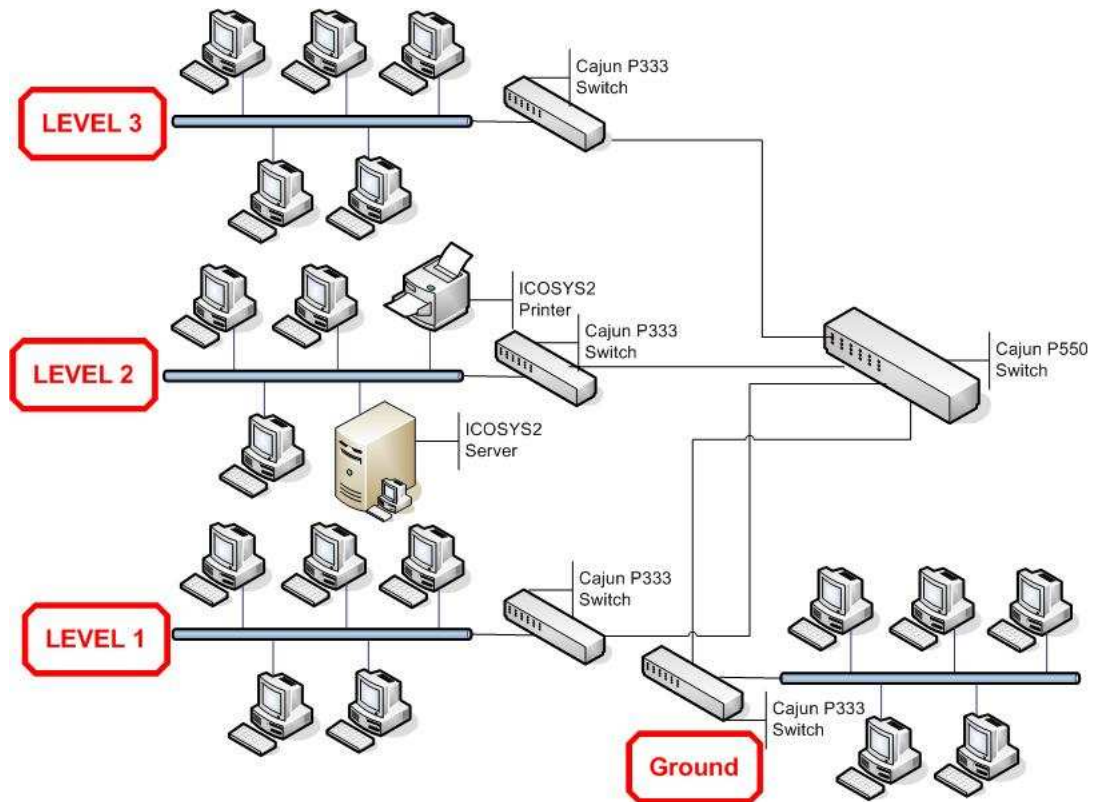 Cajun P333
Switch
LEVEL 3
ICOSYS2
Printer
Cajun P333
Switch
LEVEL 2
Cajun P550
Switch
ICOSYS2
Server
Cajun P333
Switch
LEVEL 1
Cajun P333
Switch
Ground